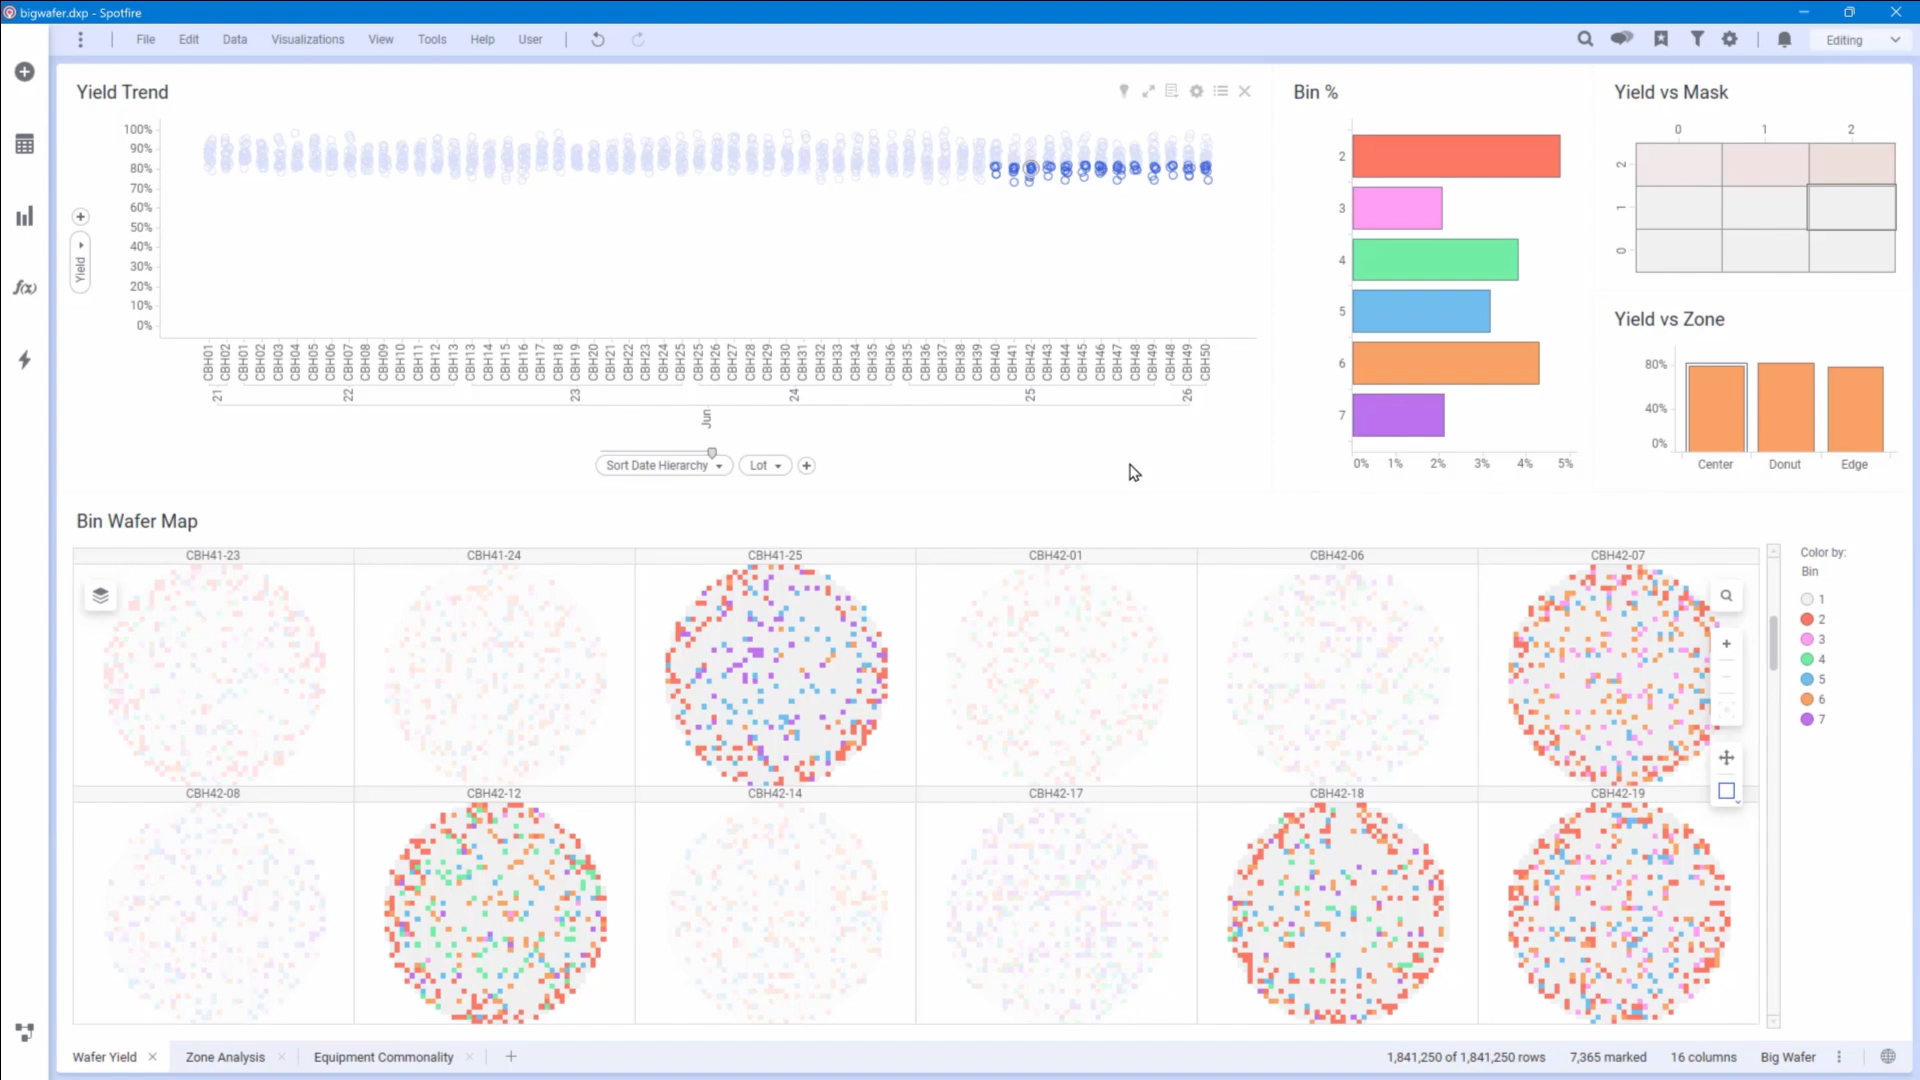 bigwafer.dxp - Spotfire
File Edit Data Visualizations View Tools Help User Editing
Yield Trend
100%
90%
80%
70%
60%
50%
40%
30%
20%
10%
0%
Yield
CBH01 CBH02 CBH01 CBH02 CBH03 CBH04 CBH05 CBH06 CBH07 CBH08 CBH09 CBH10 CBH11 CBH12 CBH13 CBH13 CBH14 CBH15 CBH16 CBH17 CBH18 CBH19 CBH20 CBH21 CBH22 CBH23 CBH24 CBH25 CBH25 CBH26 CBH27 CBH28 CBH29 CBH30 CBH31 CBH32 CBH33 CBH34 CBH35 CBH36 CBH35 CBH36 CBH37 CBH38 CBH39 CBH40 CBH41 CBH42 CBH43 CBH44 CBH45 CBH46 CBH47 CBH48 CBH49 CBH48 CBH49 CBH50
21 22 23 24 25 26
Jun
Sort Date Hierarchy Lot
Bin %
2
3
4
5
6
7
0% 1% 2% 3% 4% 5%
Yield vs Mask
0 1 2
2
1
0
Yield vs Zone
80%
40%
0%
Center Donut Edge
Bin Wafer Map
CBH41-23 CBH41-24 CBH41-25 CBH42-01 CBH42-06 CBH42-07
CBH42-08 CBH42-12 CBH42-14 CBH42-17 CBH42-18 CBH42-19
Color by:
Bin
1
2
3
4
5
6
7
Wafer Yield Zone Analysis Equipment Commonality
1,841,250 of 1,841,250 rows 7,365 marked 16 columns Big Wafer
f(x)